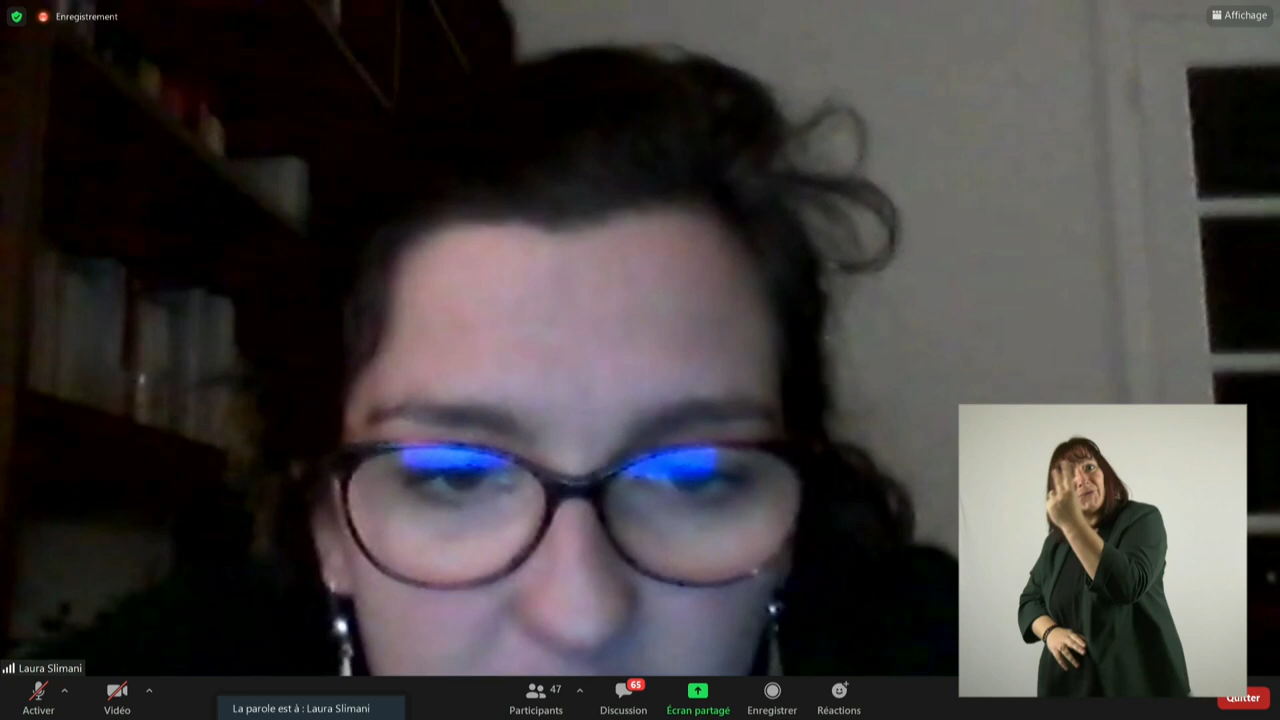 Enregistrement
Affichage
Laura Slimani
Activer
Vidéo
La parole est à : Laura Slimani
47
Participants
65
Discussion
Écran partagé
Enregistrer
Réactions
Quitter